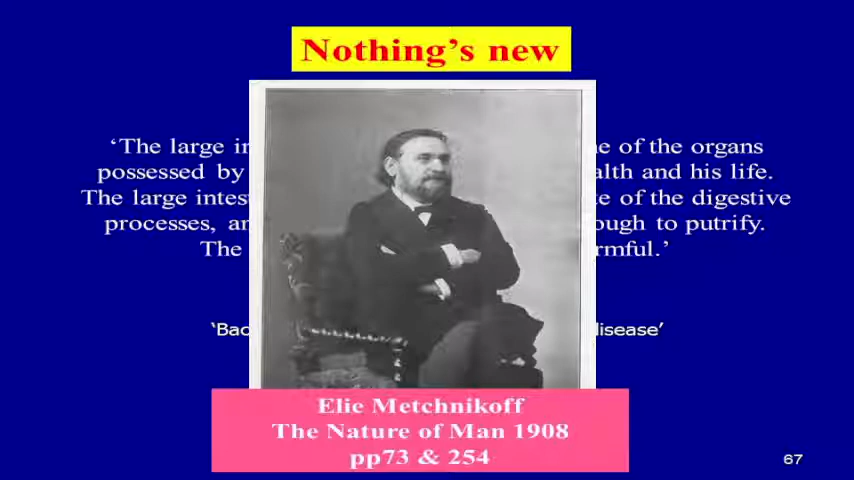 Nothing's new
'The large in
e of the organs
possessed by
alth and his life.
The large intes
te of the digestive
processes, an
ough to putrify.
The
rmful.'
'Bac
disease'
Elie Metchnikoff
The Nature of Man 1908
pp73 & 254
67